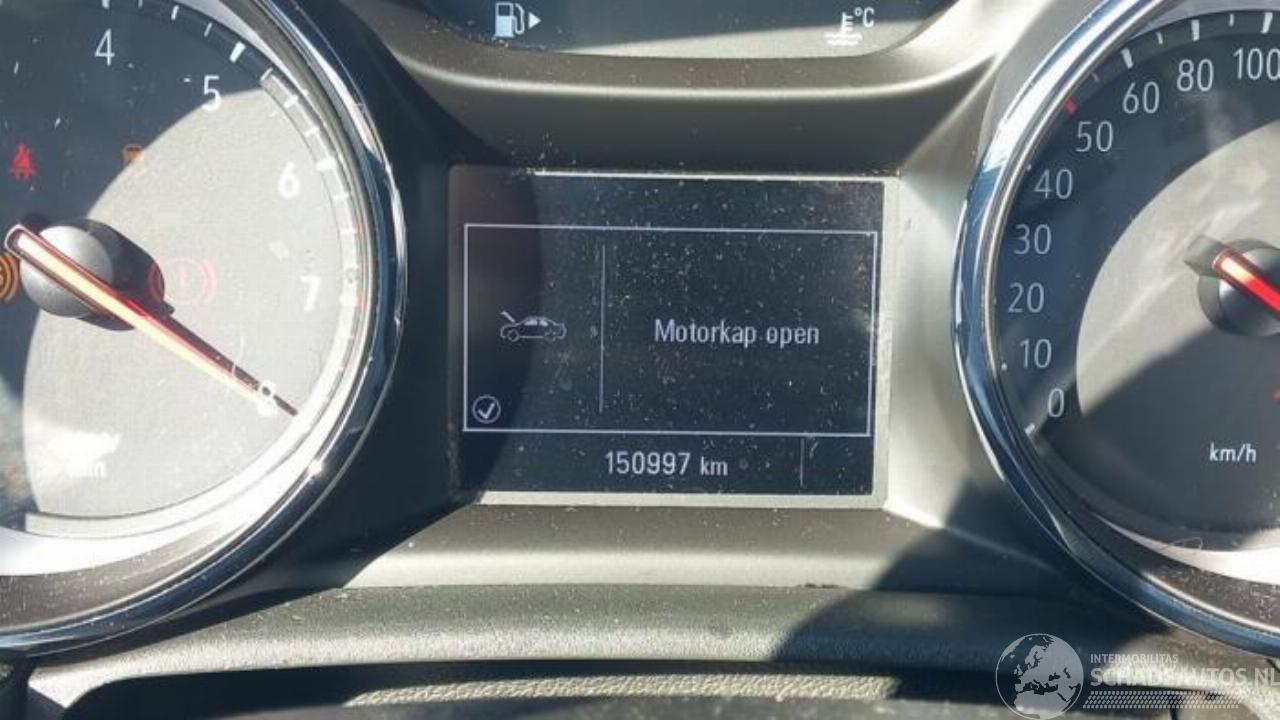 °C
4
5
6
7
8
100
80
60
50
40
30
20
10
0
km/h
Motorkap open
150997 km
INTERMOBILITAS
SCHADEAUTOS.NL